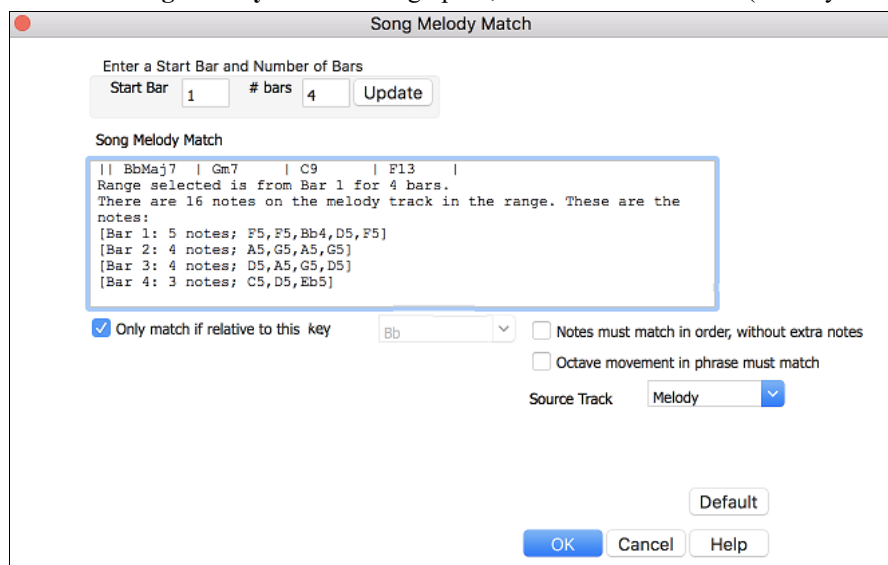 Song Melody Match
Enter a Start Bar and Number of Bars
Start Bar 1 # bars 4 Update
Song Melody Match
|| BbMaj7 | Gm7 | C9 | F13 |
Range selected is from Bar 1 for 4 bars.
There are 16 notes on the melody track in the range. These are the
notes:
[Bar 1: 5 notes; F5,F5,Bb4,D5,F5]
[Bar 2: 4 notes; A5,G5,A5,G5]
[Bar 3: 4 notes; D5,A5,G5,D5]
[Bar 4: 3 notes; C5,D5,Eb5]
Only match if relative to this key Bb Notes must match in order, without extra notes
Octave movement in phrase must match
Source Track Melody
Default
OK Cancel Help